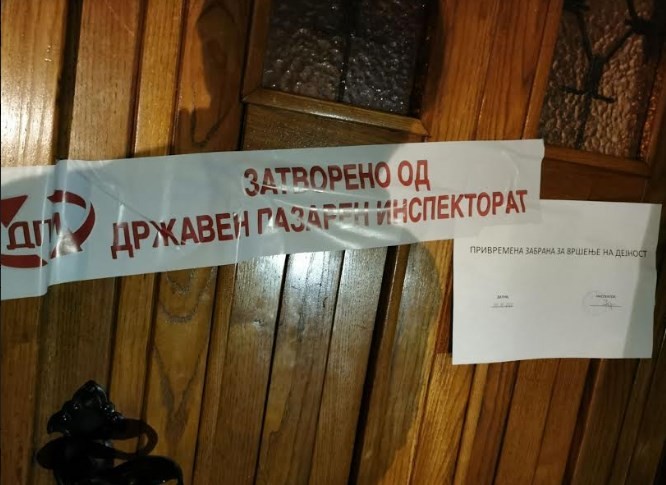 ЗАТВОРЕНО ОД
ДРЖАВЕН ПАЗАРЕН ИНСПЕКТОРАТ
ДПИ
ПРИВРЕМЕНА ЗАБРАНА ЗА ВРШЕЊЕ НА ДЕЈНОСТ